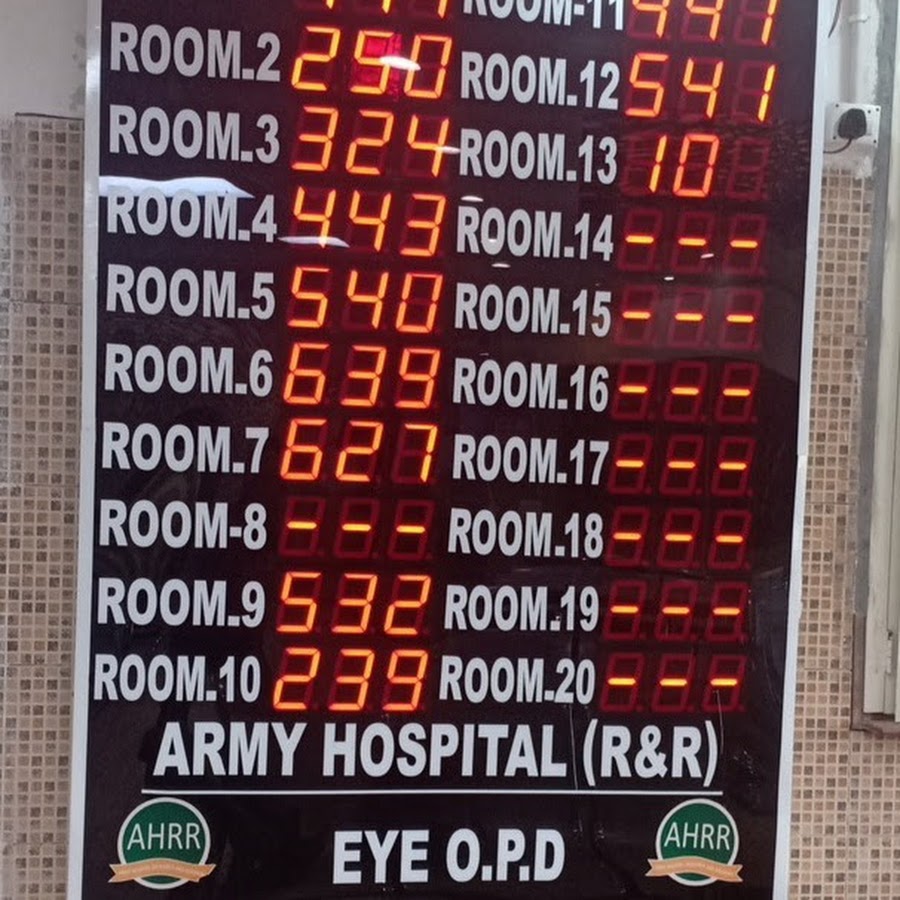 ROOM-11 441
ROOM.2 250 ROOM.12 541
ROOM.3 324 ROOM.13 10
ROOM.4 443 ROOM.14 ---
ROOM.5 540 ROOM.15 ---
ROOM.6 639 ROOM.16 ---
ROOM.7 627 ROOM.17 ---
ROOM-8 --- ROOM.18 ---
ROOM.9 532 ROOM.19 ---
ROOM.10 239 ROOM-20 ---
ARMY HOSPITAL (R&R)
AHRR EYE O.P.D AHRR